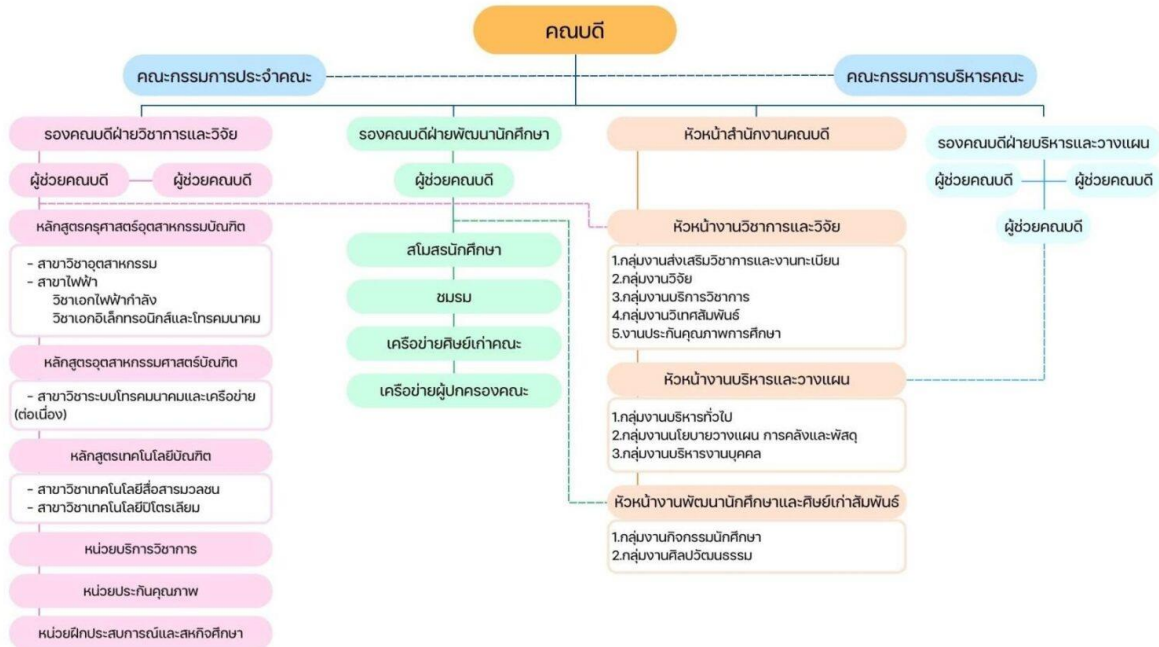 คณบดี
คณะกรรมการประจำคณะ
คณะกรรมการบริหารคณะ
รองคณบดีฝ่ายวิชาการและวิจัย
ผู้ช่วยคณบดี
ผู้ช่วยคณบดี
หลักสูตรครุศาสตร์อุตสาหกรรมบัณฑิต
- สาขาวิชาอุตสาหกรรม
- สาขาไฟฟ้า
วิชาเอกไฟฟ้ากำลัง
วิชาเอกอิเล็กทรอนิกส์และโทรคมนาคม
หลักสูตรอุตสาหกรรมศาสตร์บัณฑิต
- สาขาวิชาระบบโทรคมนาคมและเครือข่าย
(ต่อเนื่อง)
หลักสูตรเทคโนโลยีบัณฑิต
- สาขาวิชาเทคโนโลยีสื่อสารมวลชน
- สาขาวิชาเทคโนโลยีปิโตรเลียม
หน่วยบริการวิชาการ
หน่วยประกันคุณภาพ
หน่วยฝึกประสบการณ์และสหกิจศึกษา
รองคณบดีฝ่ายพัฒนานักศึกษา
ผู้ช่วยคณบดี
สโมสรนักศึกษา
ชมรม
เครือข่ายศิษย์เก่าคณะ
เครือข่ายผู้ปกครองคณะ
หัวหน้าสำนักงานคณบดี
หัวหน้างานวิชาการและวิจัย
1.กลุ่มงานส่งเสริมวิชาการและงานทะเบียน
2.กลุ่มงานวิจัย
3.กลุ่มงานบริการวิชาการ
4.กลุ่มงานวิเทศสัมพันธ์
5.งานประกันคุณภาพการศึกษา
หัวหน้างานบริหารและวางแผน
1.กลุ่มงานบริหารทั่วไป
2.กลุ่มงานนโยบายวางแผน การคลังและพัสดุ
3.กลุ่มงานบริหารงานบุคคล
หัวหน้างานพัฒนานักศึกษาและศิษย์เก่าสัมพันธ์
1.กลุ่มงานกิจกรรมนักศึกษา
2.กลุ่มงานศิลปวัฒนธรรม
รองคณบดีฝ่ายบริหารและวางแผน
ผู้ช่วยคณบดี
ผู้ช่วยคณบดี
ผู้ช่วยคณบดี